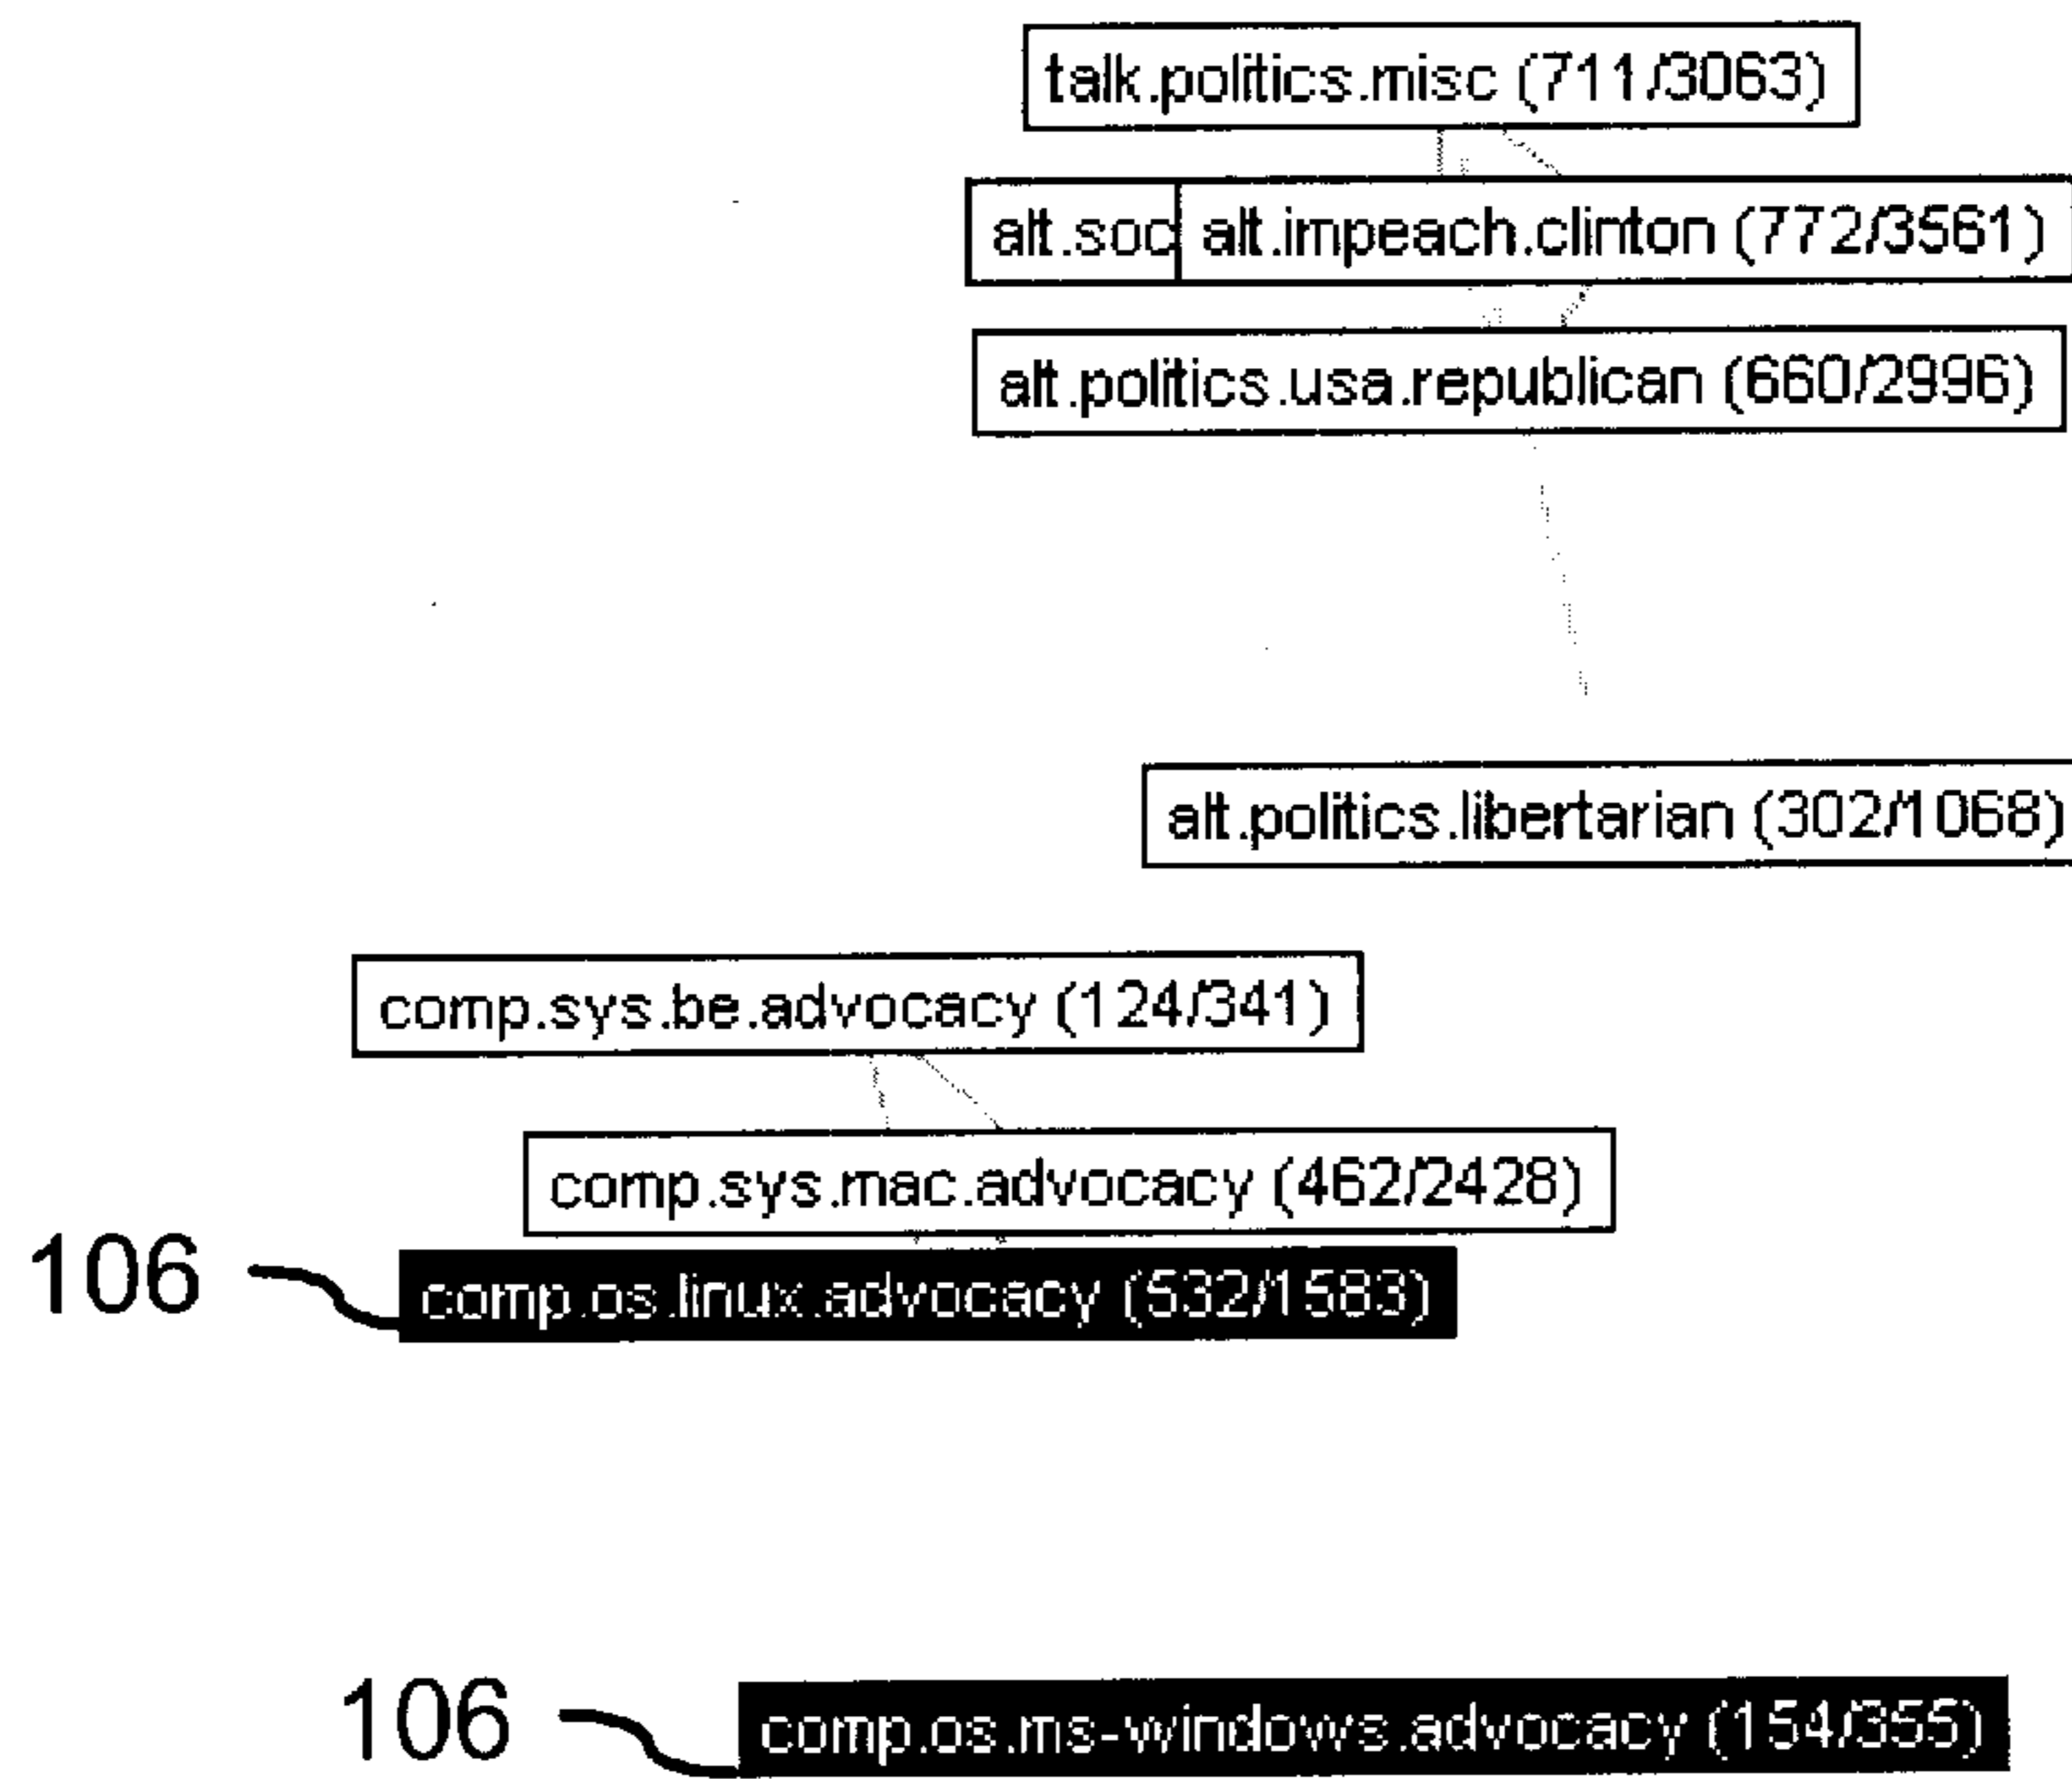 talk.politics.misc (711/3063)
alt.soc alt.impeach.clinton (772/3561)
alt.politics.usa.republican (660/2996)
alt.politics.libertarian (302/1068)
comp.sys.be.advocacy (124/341)
comp.sys.mac.advocacy (462/2428)
106 comp.os.linux.advocacy (532/1583)
106 comp.os.ms-windows.advocacy (154/355)